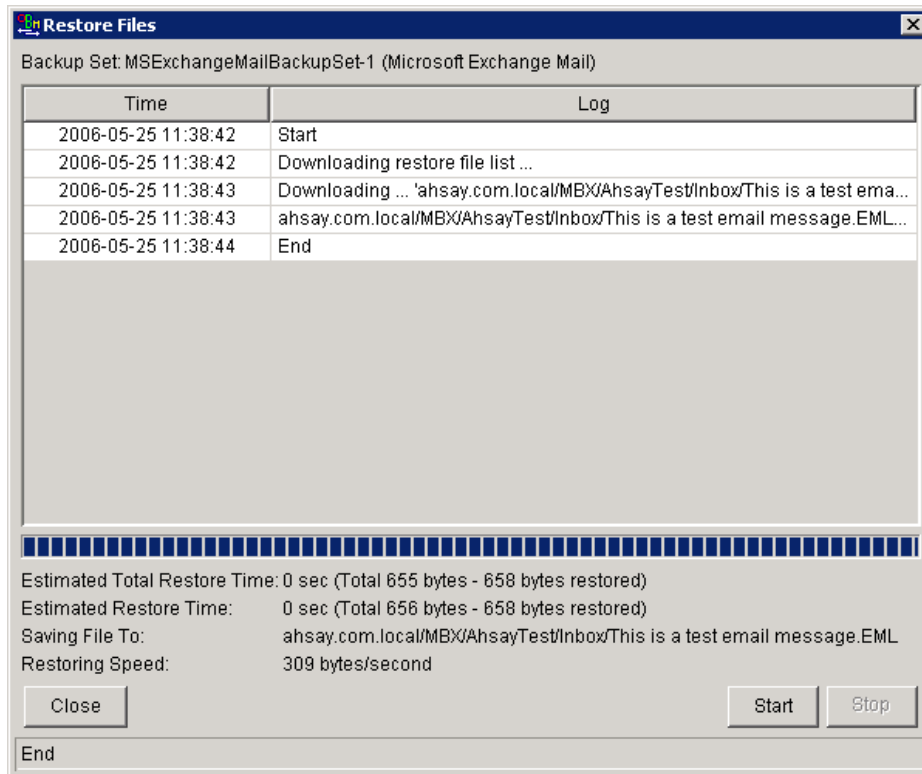 Restore Files
Backup Set: MSExchangeMailBackupSet-1 (Microsoft Exchange Mail)
Time Log
2006-05-25 11:38:42 Start
2006-05-25 11:38:42 Downloading restore file list ...
2006-05-25 11:38:43 Downloading ... 'ahsay.com.local/MBX/AhsayTest/Inbox/This is a test ema...
2006-05-25 11:38:43 ahsay.com.local/MBX/AhsayTest/Inbox/This is a test email message.EML...
2006-05-25 11:38:44 End
Estimated Total Restore Time: 0 sec (Total 655 bytes - 658 bytes restored)
Estimated Restore Time: 0 sec (Total 656 bytes - 658 bytes restored)
Saving File To: ahsay.com.local/MBX/AhsayTest/Inbox/This is a test email message.EML
Restoring Speed: 309 bytes/second
Close Start Stop
End